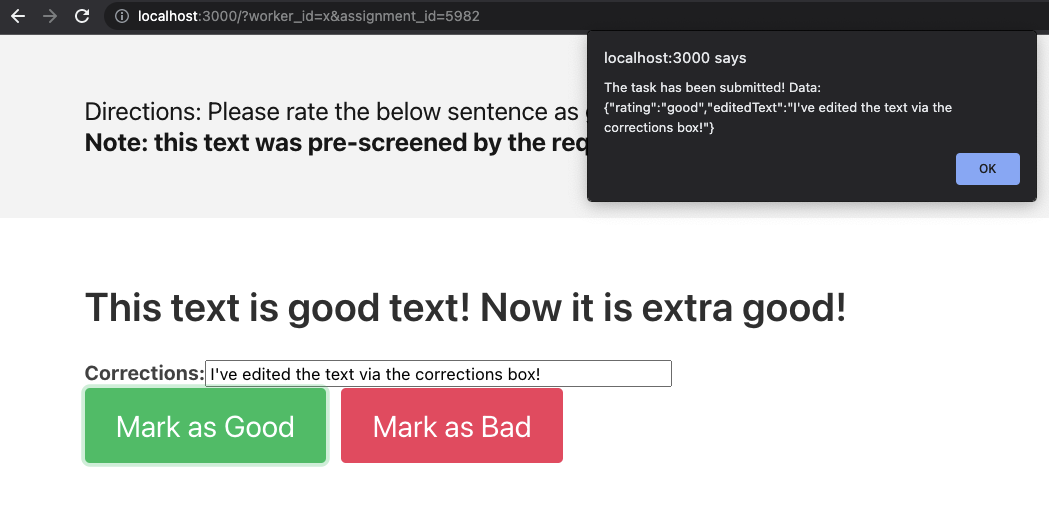 localhost:3000/?worker_id=x&assignment_id=5982
localhost:3000 says
The task has been submitted! Data:
{"rating":"good","editedText":"I've edited the text via the
corrections box!"}
OK
Directions: Please rate the below sentence as
Note: this text was pre-screened by the
This text is good text! Now it is extra good!
Corrections: I've edited the text via the corrections box!
Mark as Good Mark as Bad